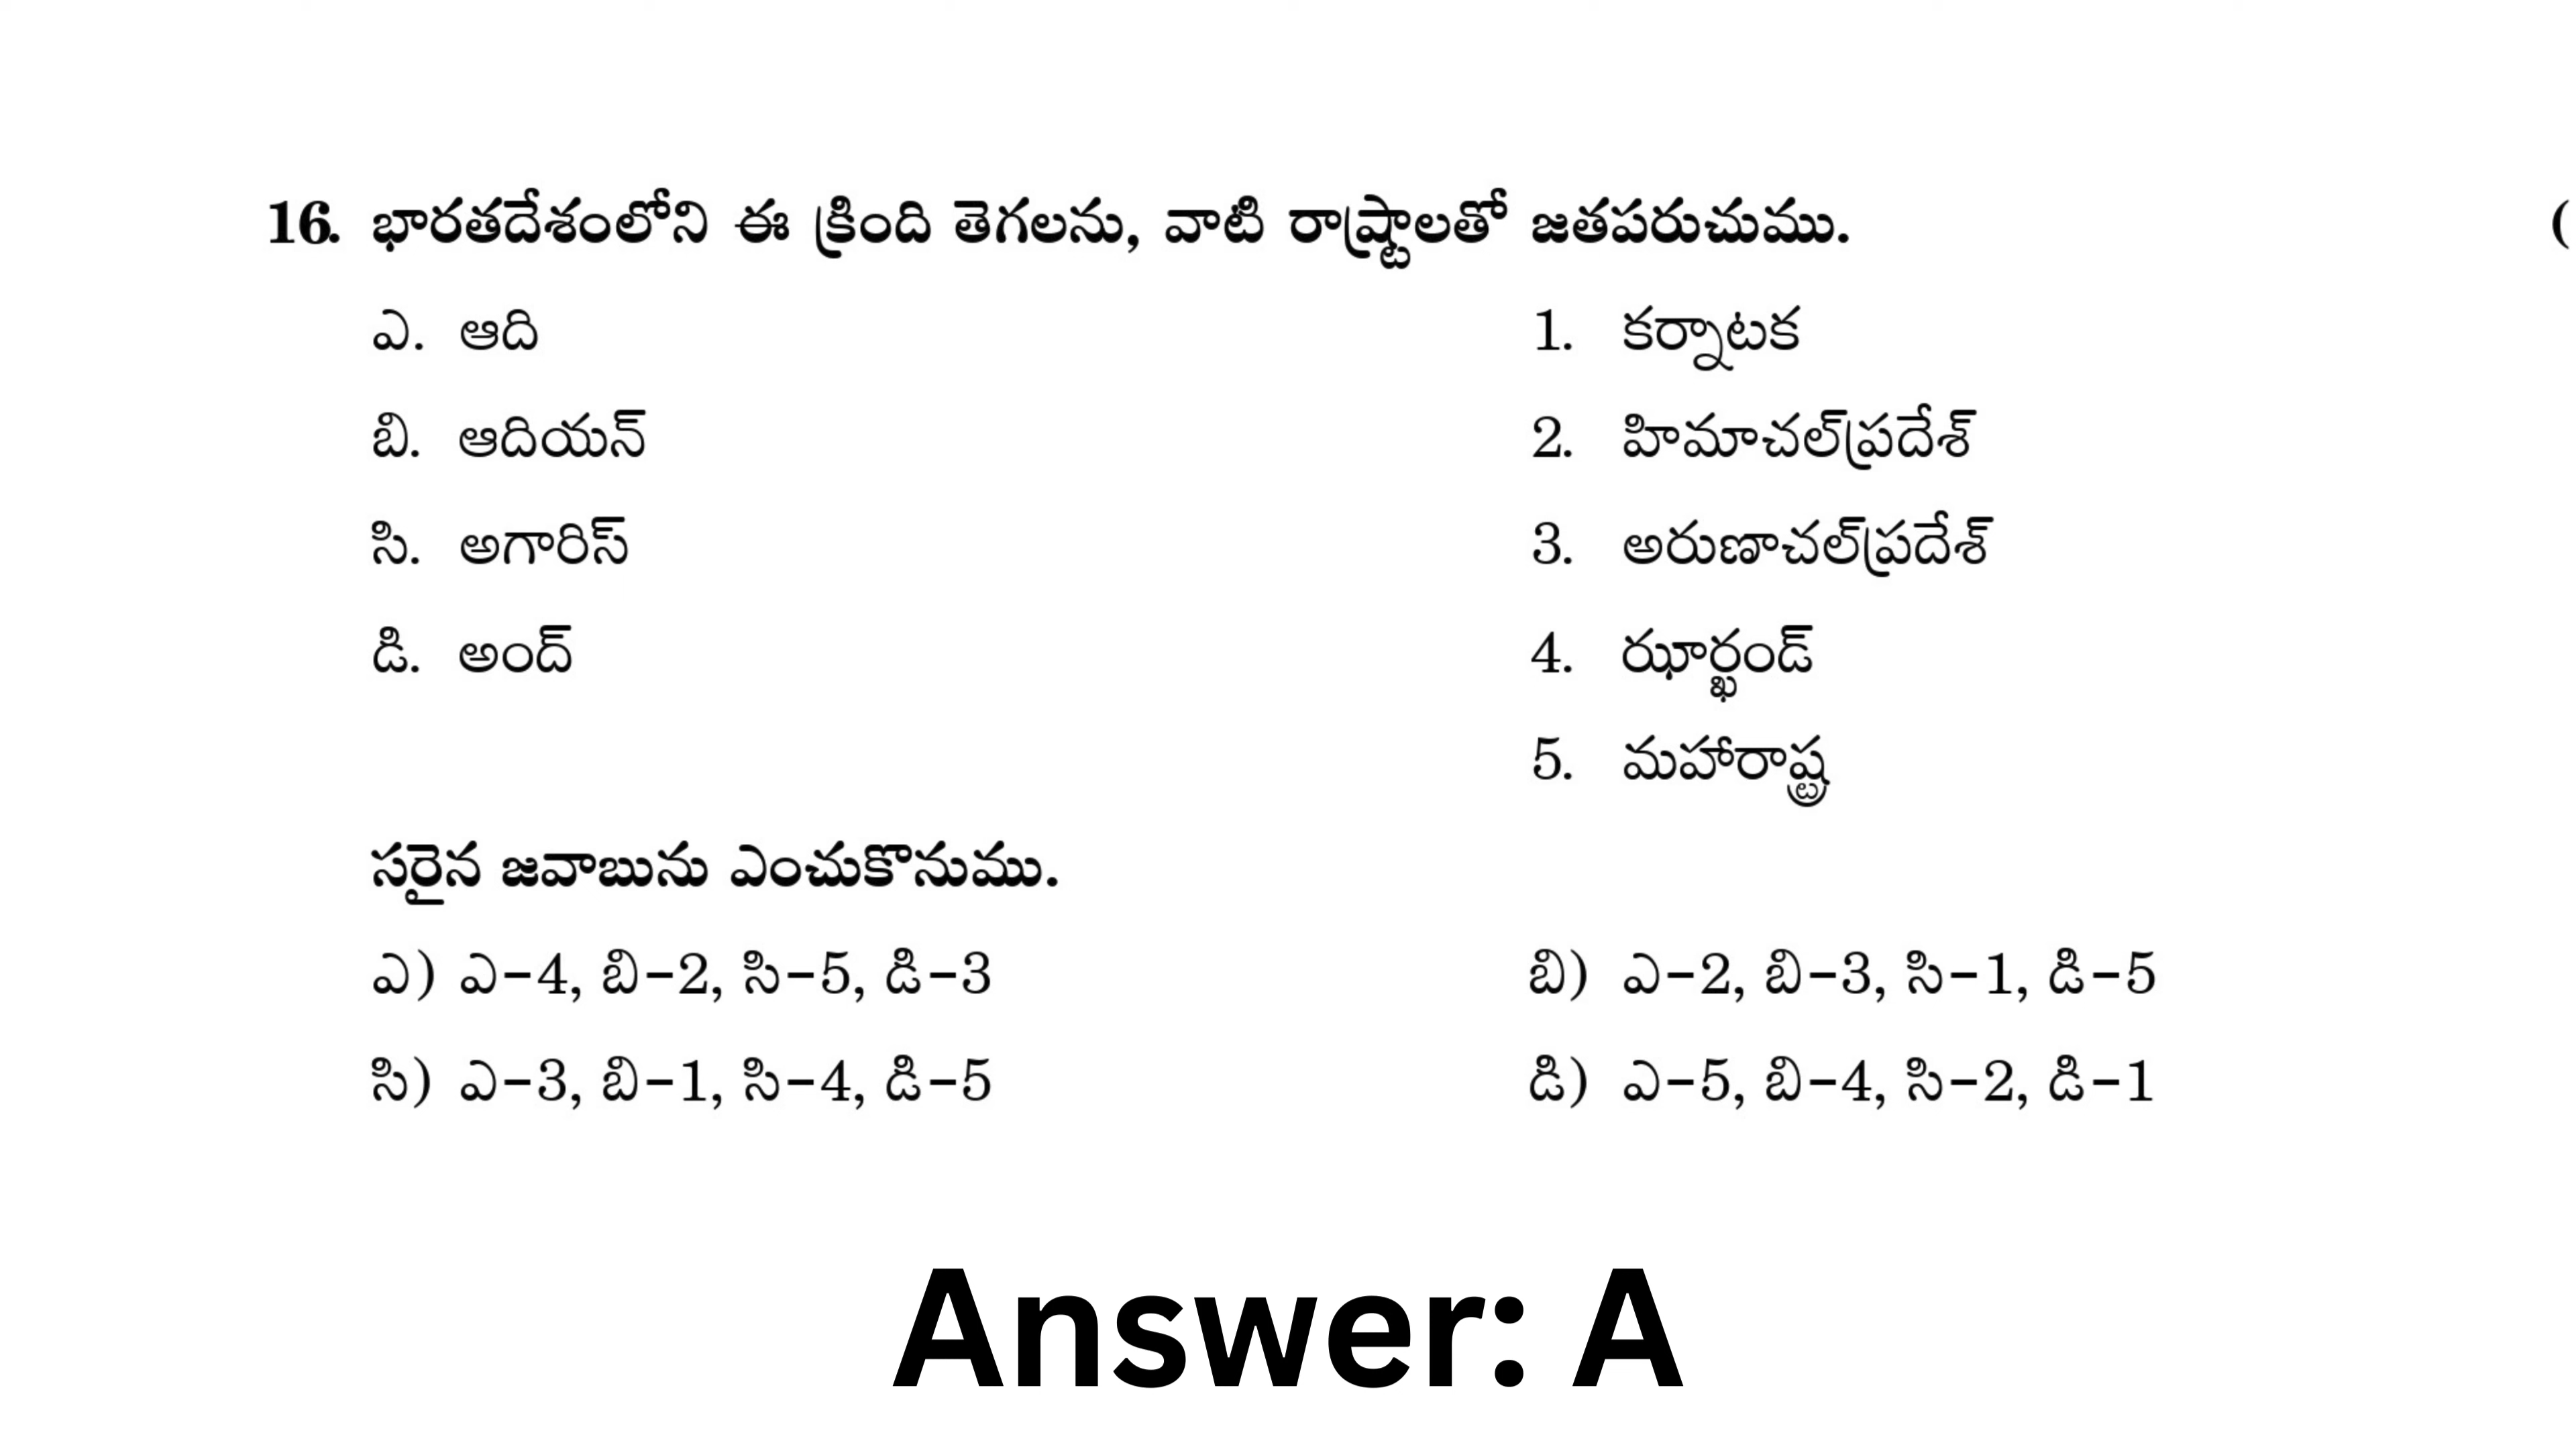 16. భారతదేశంలోని ఈ క్రింది తెగలను, వాటి రాష్ట్రాలతో జతపరుచుము. (
ఎ. ఆది 1. కర్నాటక
బి. ఆదియన్ 2. హిమాచల్‌ప్రదేశ్
సి. అగారిస్ 3. అరుణాచల్‌ప్రదేశ్
డి. అంద్ 4. ఝార్ఖండ్
5. మహారాష్ట్ర
సరైన జవాబును ఎంచుకొనుము.
ఎ) ఎ-4, బి-2, సి-5, డి-3 బి) ఎ-2, బి-3, సి-1, డి-5
సి) ఎ-3, బి-1, సి-4, డి-5 డి) ఎ-5, బి-4, సి-2, డి-1
Answer: A